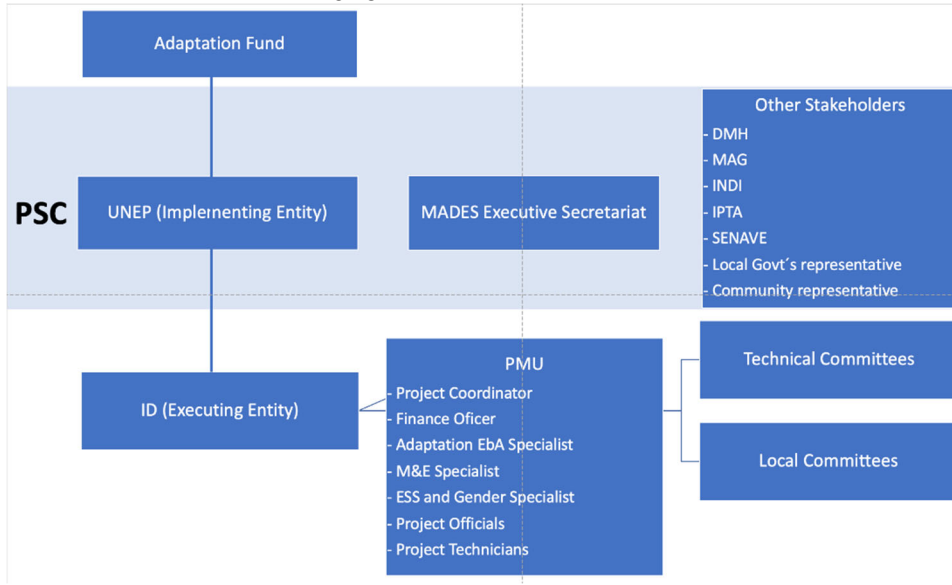 Adaptation Fund
Other Stakeholders
- DMH
- MAG
- INDI
- IPTA
- SENAVE
- Local Govt´s representative
- Community representative
PSC
UNEP (Implementing Entity)
MADES Executive Secretariat
ID (Executing Entity)
PMU
- Project Coordinator
- Finance Oficer
- Adaptation EbA Specialist
- M&E Specialist
- ESS and Gender Specialist
- Project Officials
- Project Technicians
Technical Committees
Local Committees